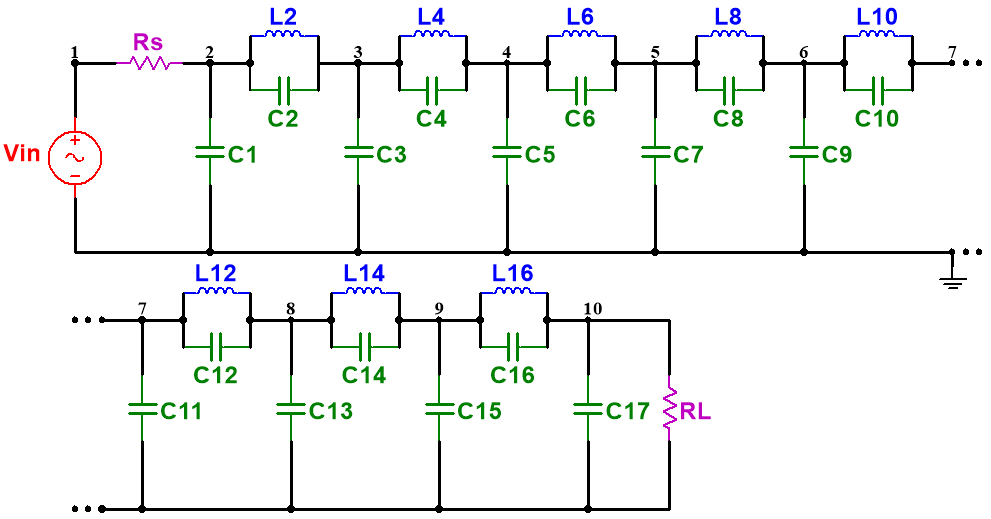 L2 L4 L6 L8 L10
1 Rs 2 3 4 5 6 7
C2 C4 C6 C8 C10
Vin + − C1 C3 C5 C7 C9
L12 L14 L16
7 8 9 10
C12 C14 C16
C11 C13 C15 C17 RL